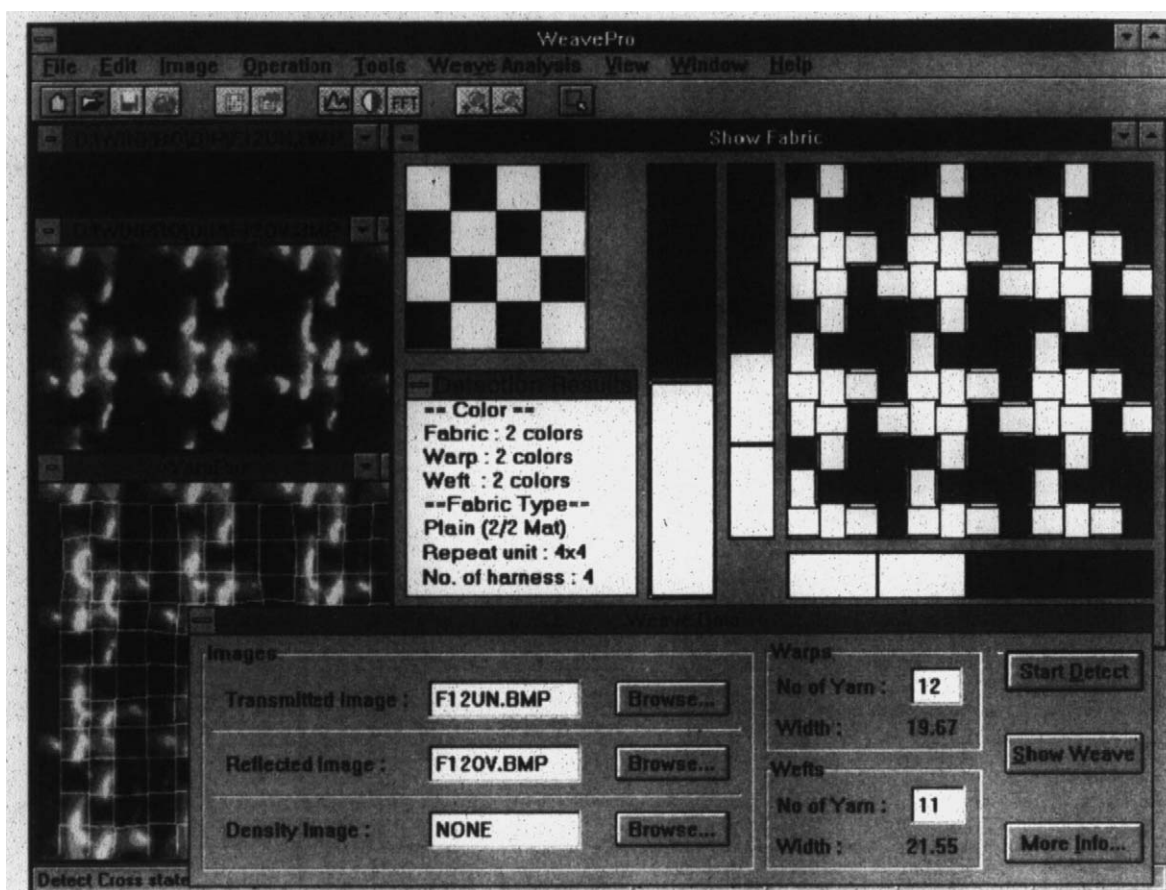 WeavePro
File Edit Image Operation Tools Weave Analysis View Window Help
FFT
Show Fabric
Detection Results
== Color ==
Fabric : 2 colors
Warp : 2 colors
Weft : 2 colors
==Fabric Type==
Plain (2/2 Mat)
Repeat unit : 4x4
No. of harness : 4
Images
Transmitted Image : F12UN.BMP Browse...
Reflected Image : F12OV.BMP Browse...
Density Image : NONE Browse...
Warps
No of Yarn : 12
Width : 19.67
Wefts
No of Yarn : 11
Width : 21.55
Start Detect
Show Weave
More Info...
Detect Cross state